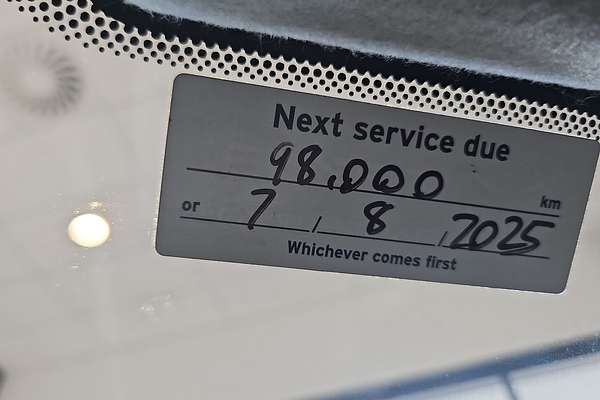 Next service due
98,000 km
or 7 / 8 / 2025
Whichever comes first